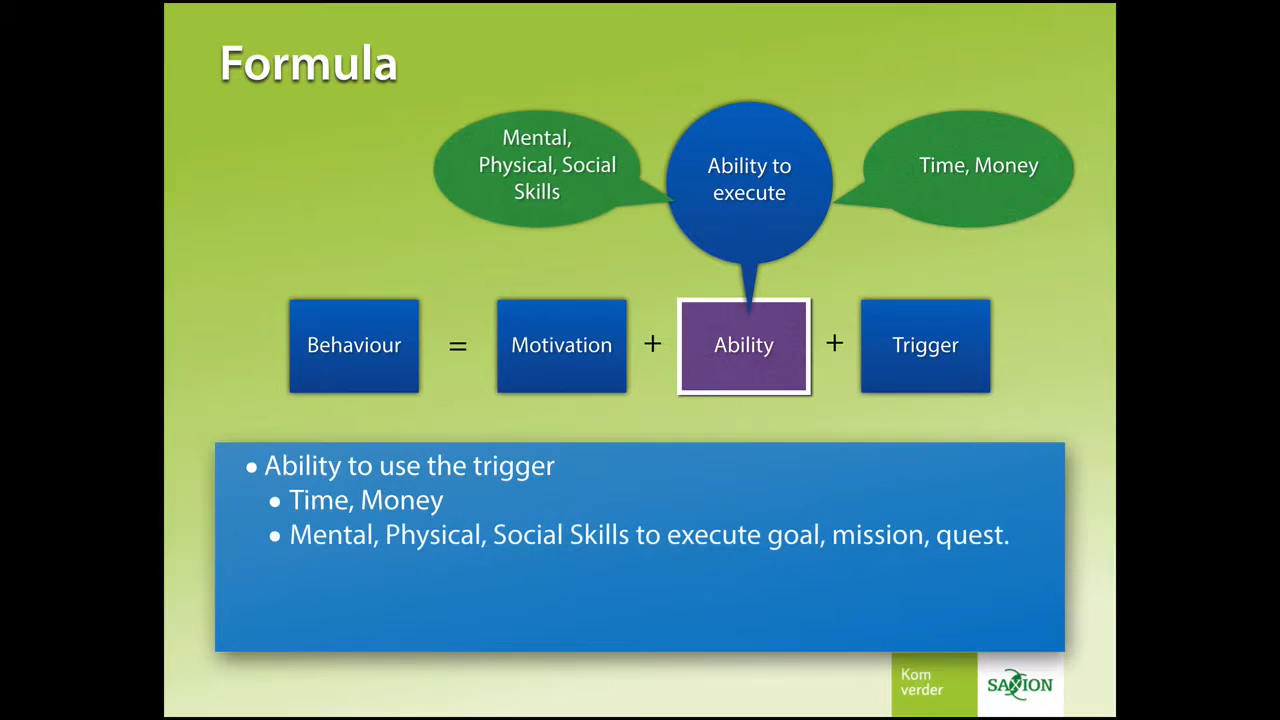 Formula
Mental,
Physical, Social
Skills
Ability to
execute
Time, Money
Behaviour
=
Motivation
+
Ability
+
Trigger
• Ability to use the trigger
• Time, Money
• Mental, Physical, Social Skills to execute goal, mission, quest.
Kom
verder
SAXION